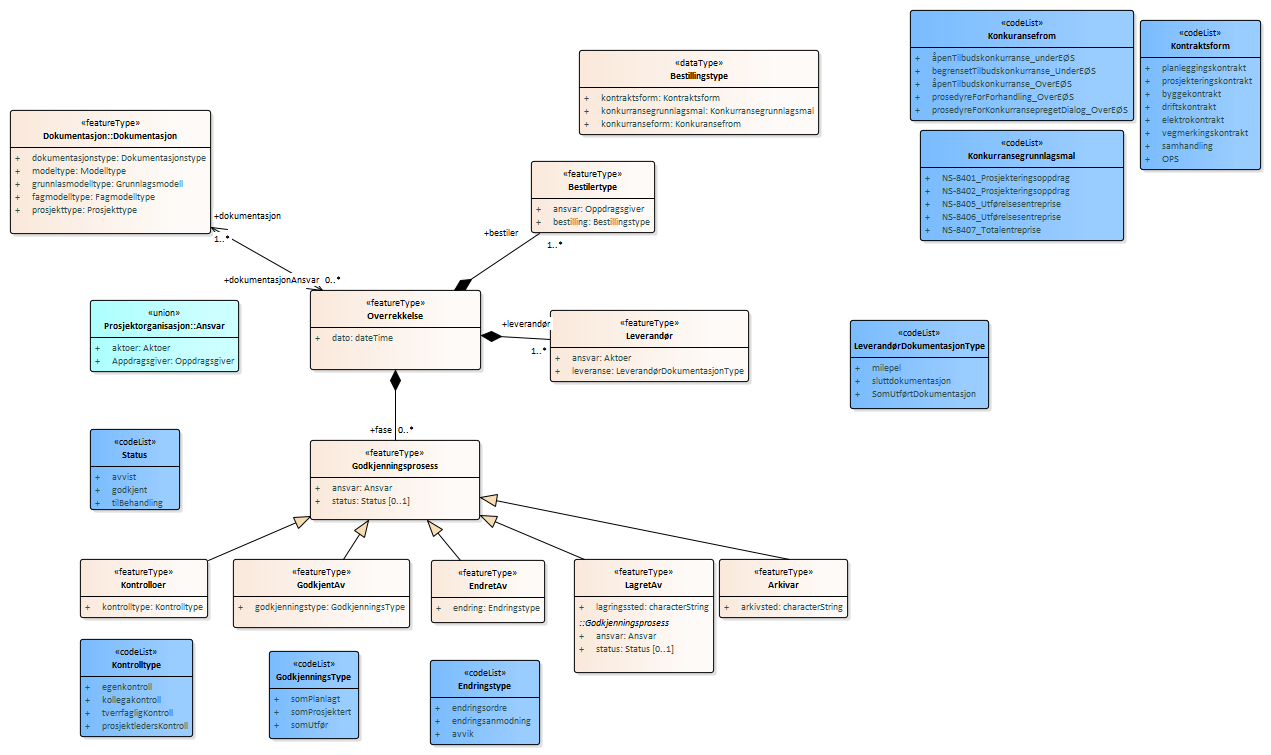 «dataType»
Bestillingstype
+ kontraktsform: Kontraktsform
+ konkurransegrunnlagsmal: Konkurransegrunnlagsmal
+ konkurranseform: Konkuransefrom
«codeList»
Konkuransefrom
+ åpenTilbudskonkurranse_underEØS
+ begrensetTilbudskonkurranse_UnderEØS
+ åpenTilbudskonkurranse_OverEØS
+ prosedyreForForhandling_OverEØS
+ prosedyreForKonkurransepregetDialog_OverEØS
«codeList»
Kontraktsform
+ planleggingskontrakt
+ prosjekteringskontrakt
+ byggekontrakt
+ driftskontrakt
+ elektrokontrakt
+ vegmerkingskontrakt
+ samhandling
+ OPS
«codeList»
Konkurransegrunnlagsmal
+ NS-8401_Prosjekteringsoppdrag
+ NS-8402_Prosjekteringsoppdrag
+ NS-8405_Utførelsesentreprise
+ NS-8406_Utførelsesentreprise
+ NS-8407_Totalentreprise
«featureType»
Dokumentasjon::Dokumentasjon
+ dokumentasjonstype: Dokumentasjonstype
+ modeltype: Modelltype
+ grunnlasmodelltype: Grunnlagsmodell
+ fagmodelltype: Fagmodelltype
+ prosjekttype: Prosjekttype
«featureType»
Bestilertype
+ ansvar: Oppdragsgiver
+ bestilling: Bestillingstype
+dokumentasjon
1..*
+bestiler
1..*
+dokumentasjonAnsvar 0..*
«featureType»
Overrekkelse
+ dato: dateTime
«union»
Prosjektorganisasjon::Ansvar
+ aktoer: Aktoer
+ Appdragsgiver: Oppdragsgiver
+leverandør
1..*
«featureType»
Leverandør
+ ansvar: Aktoer
+ leveranse: LeverandørDokumentasjonType
«codeList»
LeverandørDokumentasjonType
+ milepel
+ sluttdokumentasjon
+ SomUtførtDokumentasjon
+fase 0..*
«codeList»
Status
+ avvist
+ godkjent
+ tilBehandling
«featureType»
Godkjenningsprosess
+ ansvar: Ansvar
+ status: Status [0..1]
«featureType»
Kontrolloer
+ kontrolltype: Kontrolltype
«featureType»
GodkjentAv
+ godkjenningstype: GodkjenningsType
«featureType»
EndretAv
+ endring: Endringstype
«featureType»
LagretAv
+ lagringssted: characterString
::Godkjenningsprosess
+ ansvar: Ansvar
+ status: Status [0..1]
«featureType»
Arkivar
+ arkivsted: characterString
«codeList»
Kontrolltype
+ egenkontroll
+ kollegakontroll
+ tverrfagligKontroll
+ prosjektledersKontroll
«codeList»
GodkjenningsType
+ somPlanlagt
+ somProsjektert
+ somUtfør
«codeList»
Endringstype
+ endringsordre
+ endringsanmodning
+ avvik